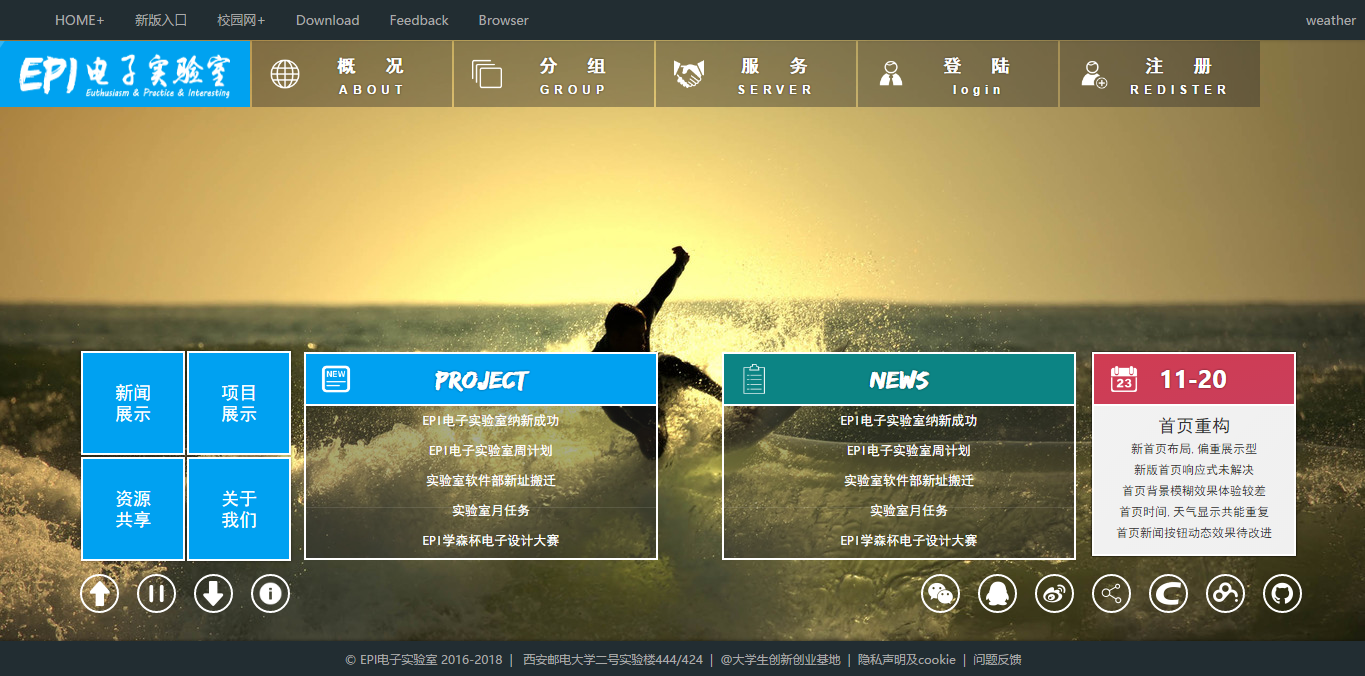 HOME+ 新版入口 校园网+ Download Feedback Browser weather
EPI电子实验室
Euthusiasm & Practice & Interesting
概 况
ABOUT
分 组
GROUP
服 务
SERVER
登 陆
login
注 册
REDISTER
新闻
展示
项目
展示
资源
共享
关于
我们
NEW
PROJECT
EPI电子实验室纳新成功
EPI电子实验室周计划
实验室软件部新址搬迁
实验室月任务
EPI学森杯电子设计大赛
NEWS
EPI电子实验室纳新成功
EPI电子实验室周计划
实验室软件部新址搬迁
实验室月任务
EPI学森杯电子设计大赛
23
11-20
首页重构
新首页布局, 偏重展示型
新版首页响应式未解决
首页背景模糊效果体验较差
首页时间, 天气显示共能重复
首页新闻按钮动态效果待改进
© EPI电子实验室 2016-2018 | 西安邮电大学二号实验楼444/424 | @大学生创新创业基地 | 隐私声明及cookie | 问题反馈